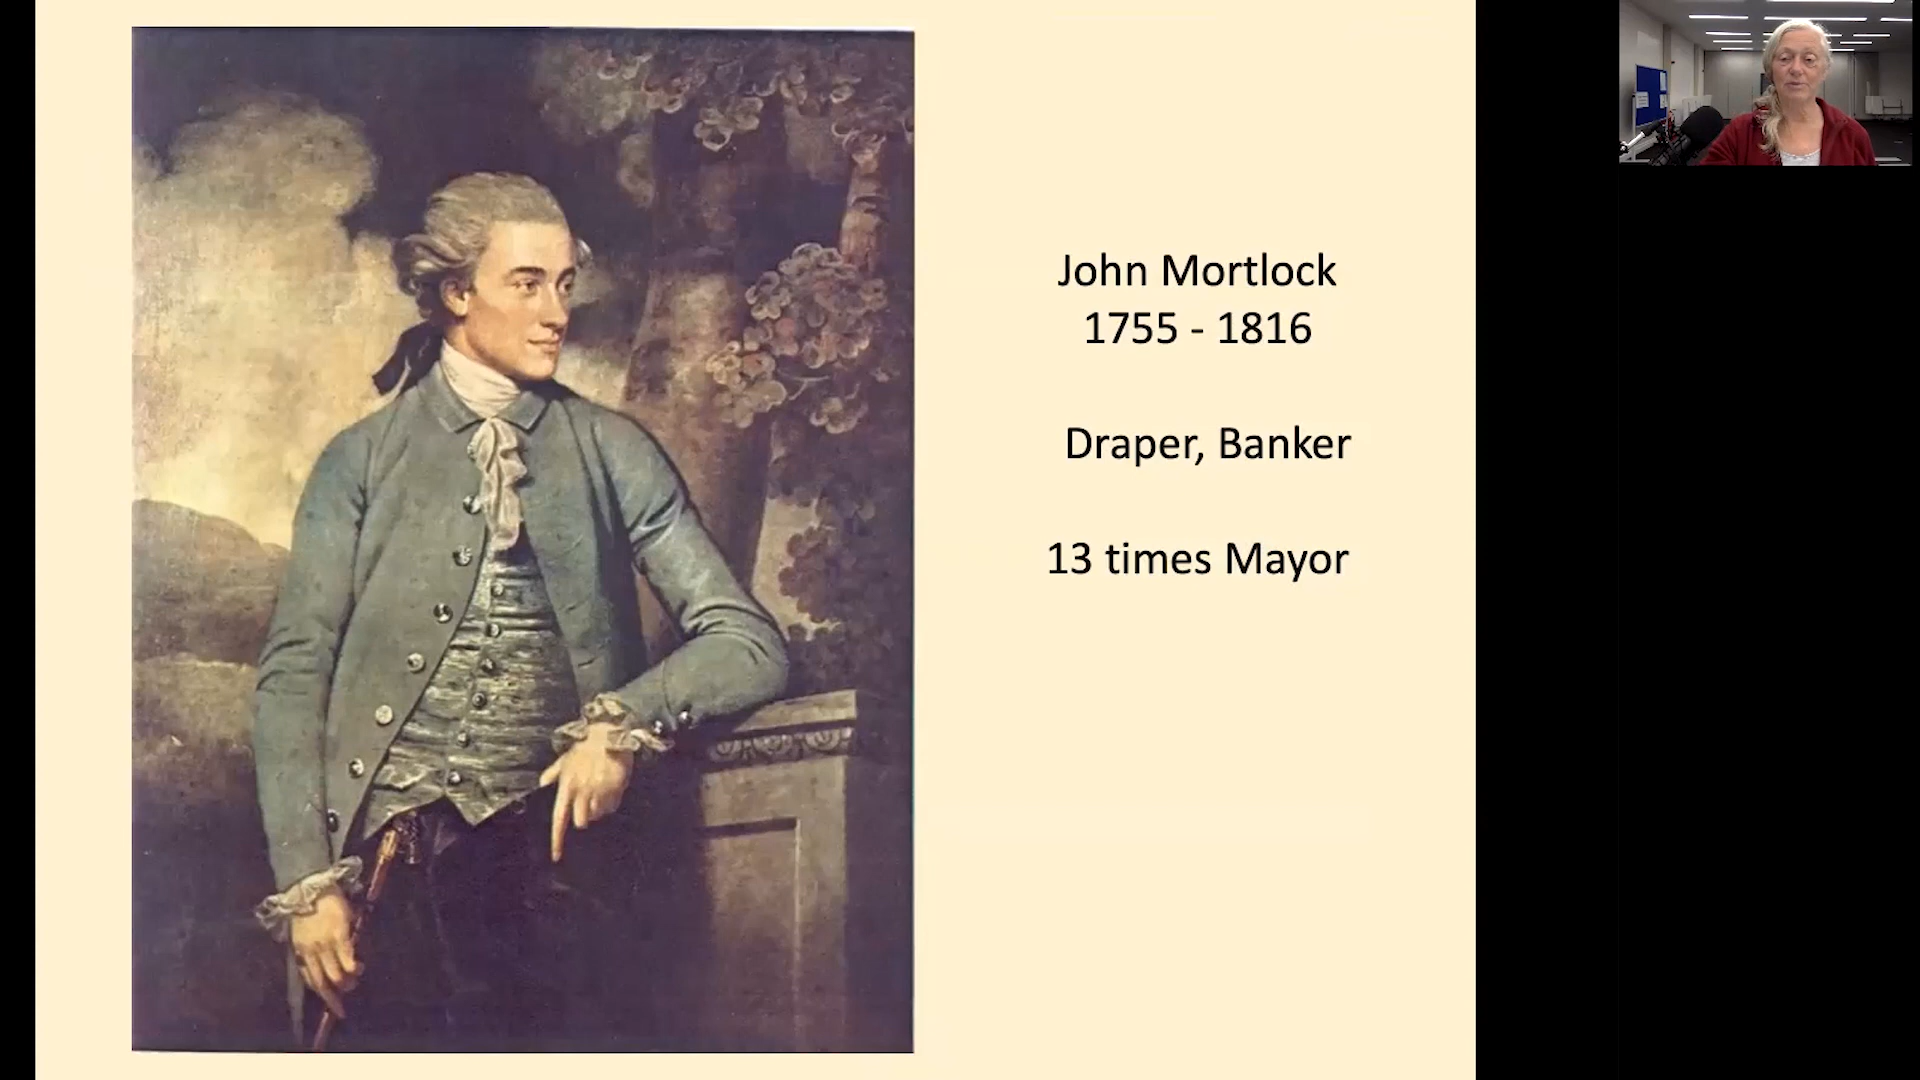 John Mortlock
1755 - 1816
Draper, Banker
13 times Mayor